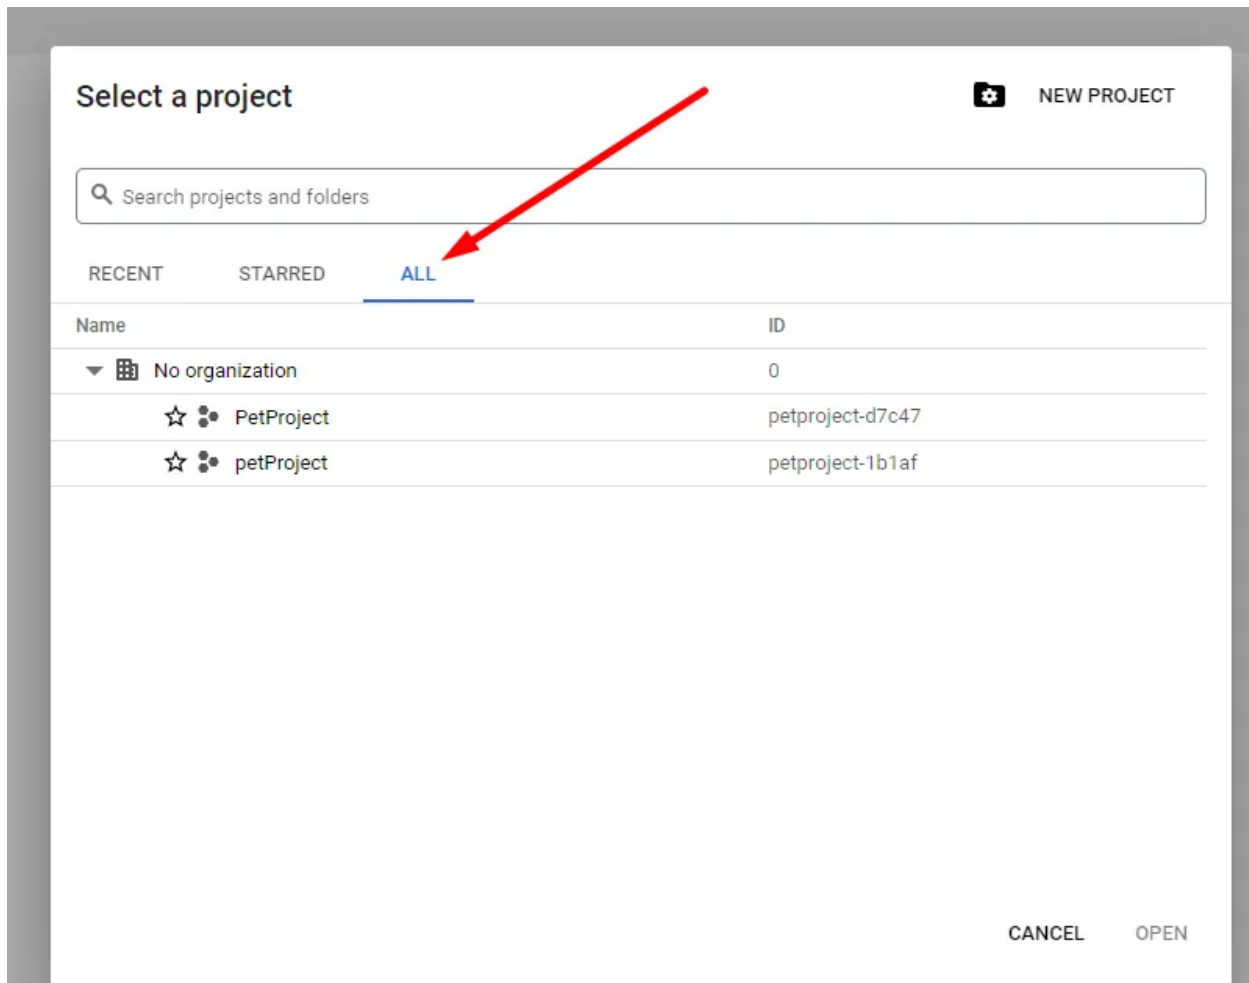 Select a project
NEW PROJECT
Search projects and folders
RECENT STARRED ALL
Name ID
No organization 0
PetProject petproject-d7c47
petProject petproject-1b1af
CANCEL OPEN